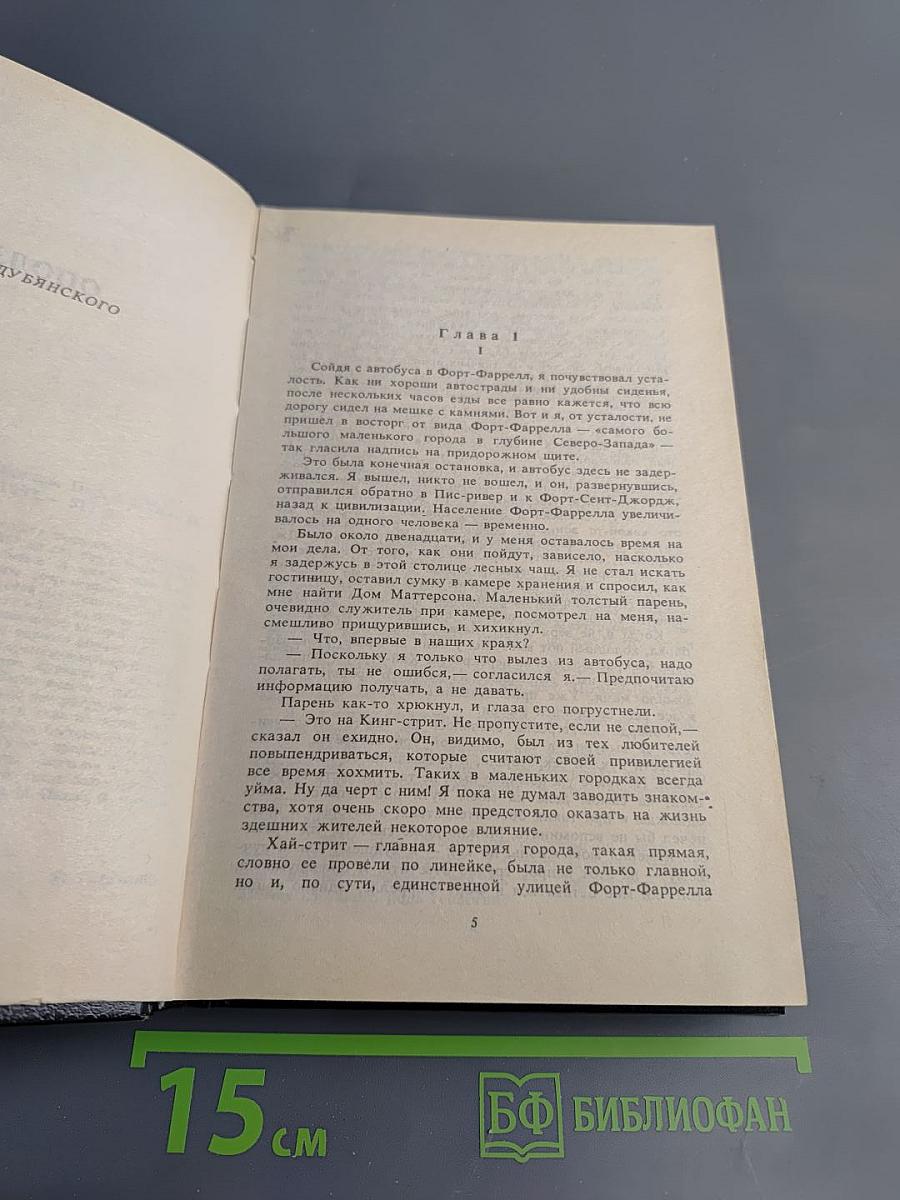 ДУБЯНСКОГО
Глава 1
I
Сойдя с автобуса в Форт-Фаррелл, я почувствовал уста-
лость. Как ни хороши автострады и ни удобны сиденья,
после нескольких часов езды все равно кажется, что всю
дорогу сидел на мешке с камнями. Вот и я, от усталости, не
пришел в восторг от вида Форт-Фаррелла — «самого бо-
льшого маленького города в глубине Северо-Запада» —
так гласила надпись на придорожном щите.
Это была конечная остановка, и автобус здесь не задер-
живался. Я вышел, никто не вошел, и он, развернувшись,
отправился обратно в Пис-ривер и к Форт-Сент-Джордж,
назад к цивилизации. Население Форт-Фаррелла увеличи-
валось на одного человека — временно.
Было около двенадцати, и у меня оставалось время на
мои дела. От того, как они пойдут, зависело, насколько
я задержусь в этой столице лесных чащ. Я не стал искать
гостиницу, оставил сумку в камере хранения и спросил, как
мне найти Дом Маттерсона. Маленький толстый парень,
очевидно служитель при камере, посмотрел на меня, на-
смешливо прищурившись, и хихикнул.
— Что, впервые в наших краях?
— Поскольку я только что вылез из автобуса, надо
полагать, ты не ошибся,— согласился я.— Предпочитаю
информацию получать, а не давать.
Парень как-то хрюкнул, и глаза его погрустнели.
— Это на Кинг-стрит. Не пропустите, если не слепой,—
сказал он ехидно. Он, видимо, был из тех любителей
повыпендриваться, которые считают своей привилегией
все время хохмить. Таких в маленьких городках всегда
уйма. Ну да черт с ним! Я пока не думал заводить знаком-
ства, хотя очень скоро мне предстояло оказать на жизнь
здешних жителей некоторое влияние.
Хай-стрит — главная артерия города, такая прямая,
словно ее провели по линейке, была не только главной,
но и, по сути, единственной улицей Форт-Фаррелла
5
15 см
БФ БИБЛИОФАН